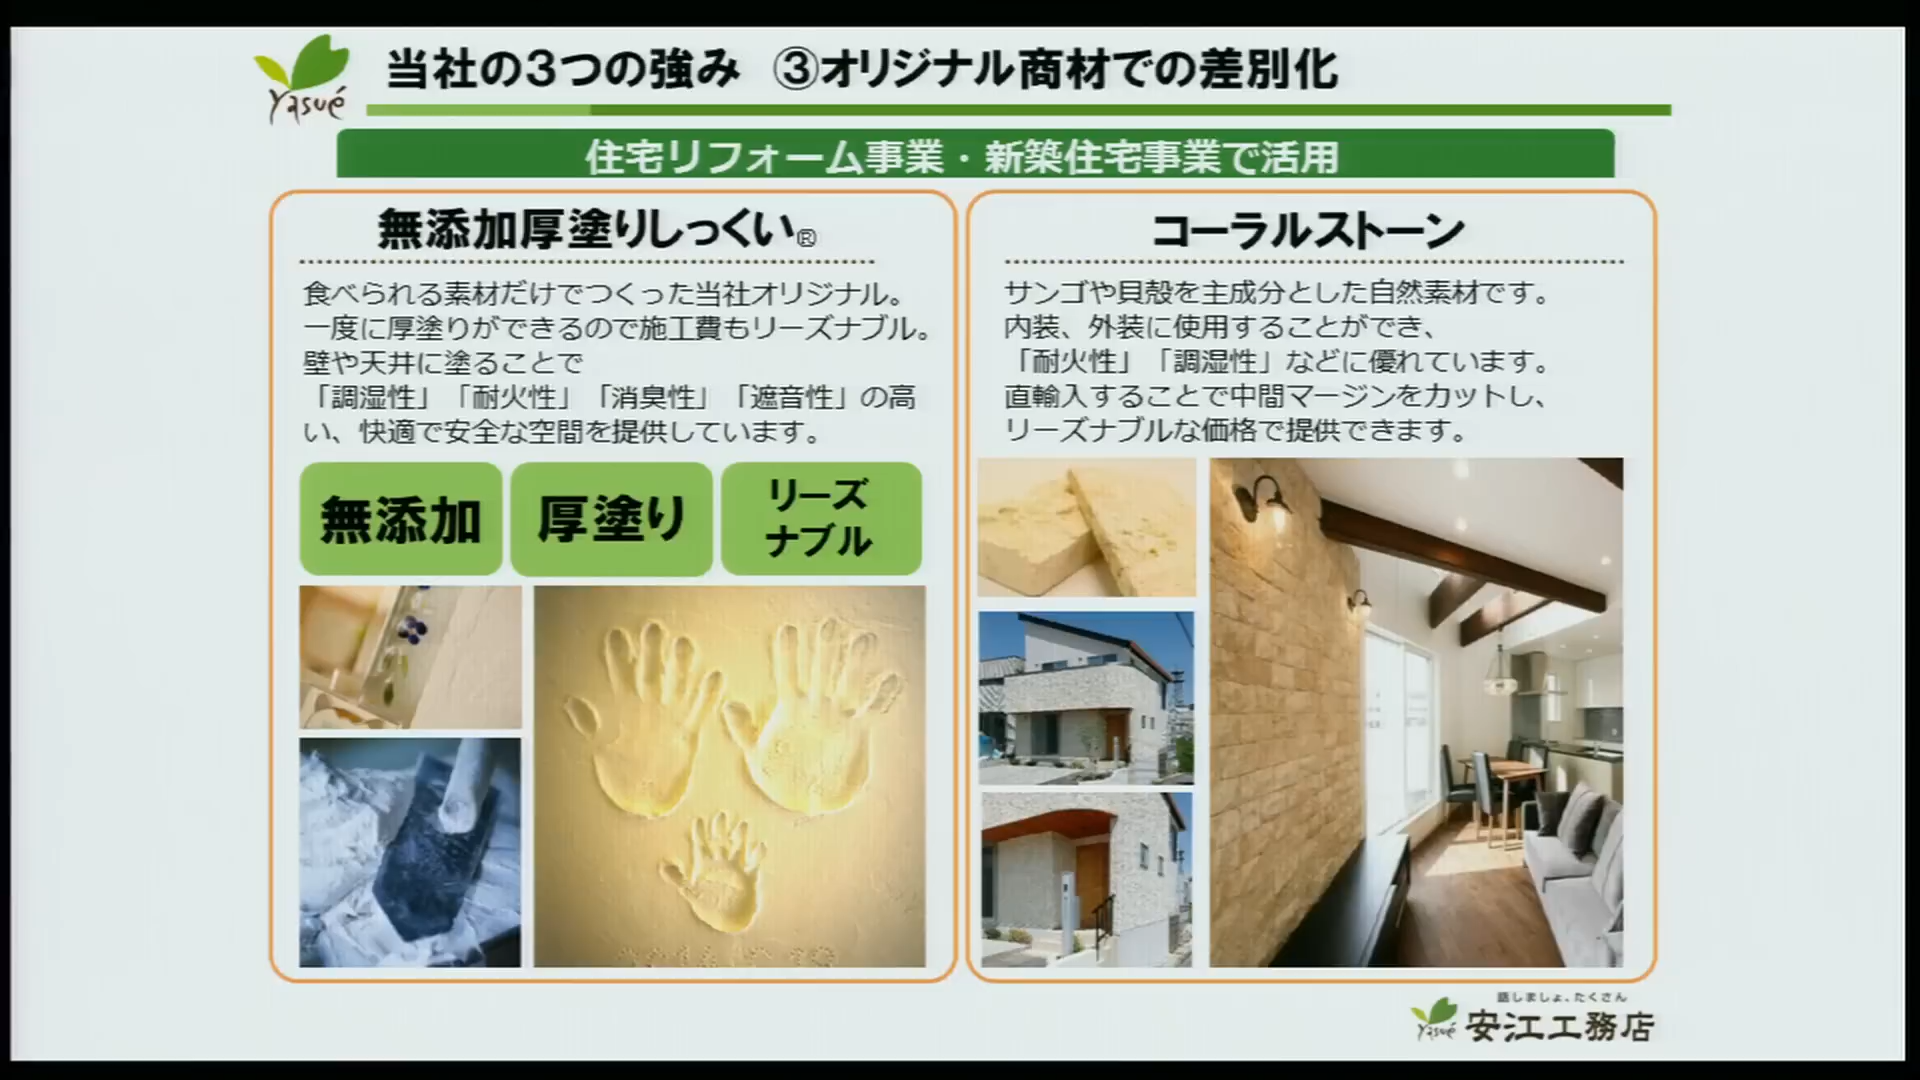 Yasué
当社の3つの強み ③オリジナル商材での差別化
住宅リフォーム事業・新築住宅事業で活用
無添加厚塗りしっくい®
食べられる素材だけでつくった当社オリジナル。
一度に厚塗りができるので施工費もリーズナブル。
壁や天井に塗ることで
「調湿性」「耐火性」「消臭性」「遮音性」の高
い、快適で安全な空間を提供しています。
無添加
厚塗り
リーズ
ナブル
コーラルストーン
サンゴや貝殻を主成分とした自然素材です。
内装、外装に使用することができ、
「耐火性」「調湿性」などに優れています。
直輸入することで中間マージンをカットし、
リーズナブルな価格で提供できます。
話しましょ、たくさん
Yasué 安江工務店